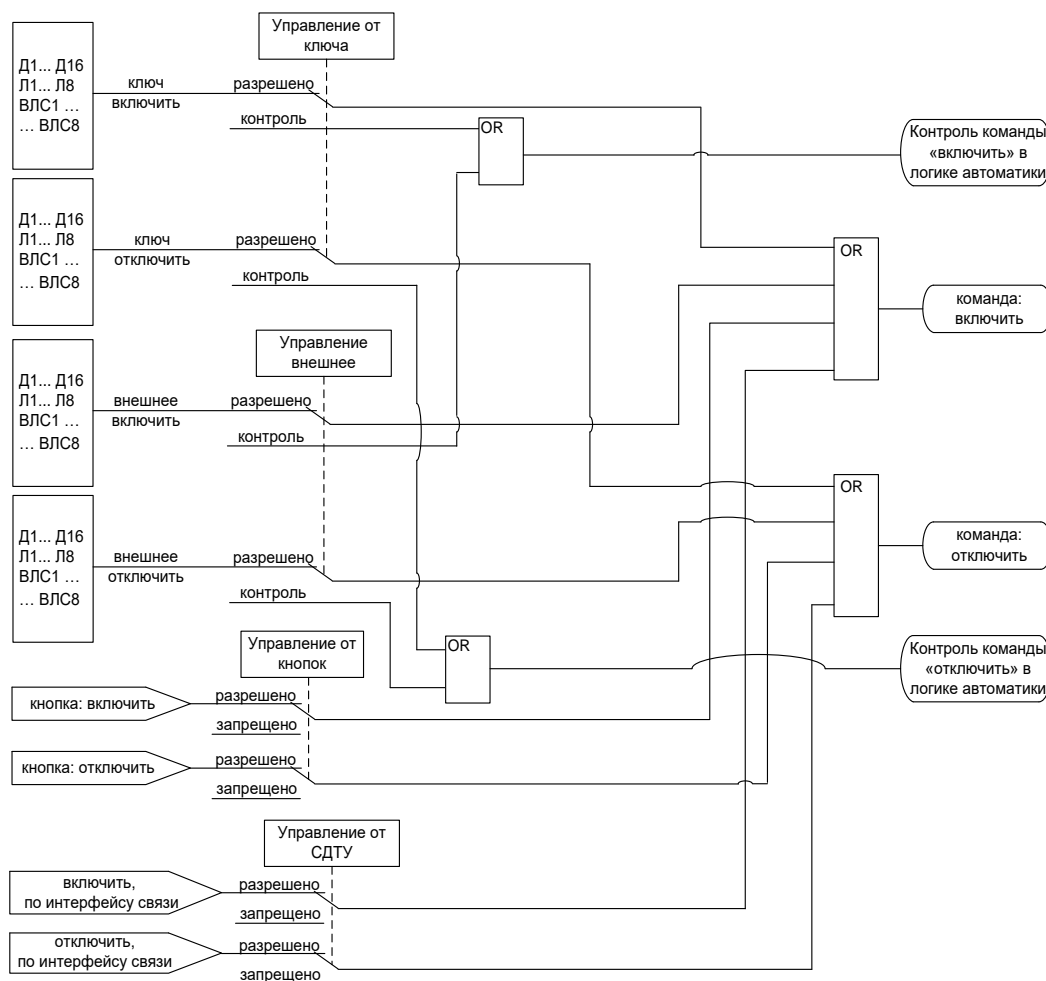 Управление от
ключа
Д1... Д16
Л1... Л8
ВЛС1 ...
... ВЛС8
ключ
включить
разрешено
контроль
OR
Контроль команды
«включить» в
логике автоматики
Д1... Д16
Л1... Л8
ВЛС1 ...
... ВЛС8
ключ
отключить
разрешено
контроль
OR
команда:
включить
Управление
внешнее
Д1... Д16
Л1... Л8
ВЛС1 ...
... ВЛС8
внешнее
включить
разрешено
контроль
OR
команда:
отключить
Д1... Д16
Л1... Л8
ВЛС1 ...
... ВЛС8
внешнее
отключить
разрешено
контроль
Управление от
кнопок
OR
Контроль команды
«отключить» в
логике автоматики
кнопка: включить
разрешено
запрещено
кнопка: отключить
разрешено
запрещено
Управление от
СДТУ
включить,
по интерфейсу связи
разрешено
запрещено
отключить,
по интерфейсу связи
разрешено
запрещено